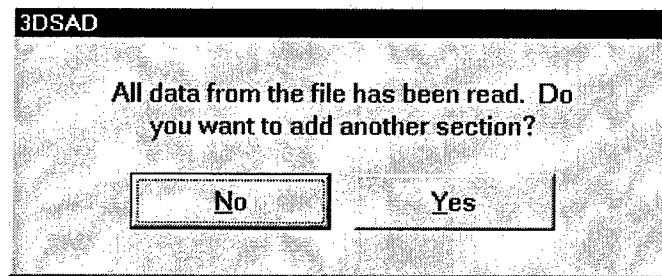 3DSAD
All data from the file has been read. Do
you want to add another section?
No
Yes